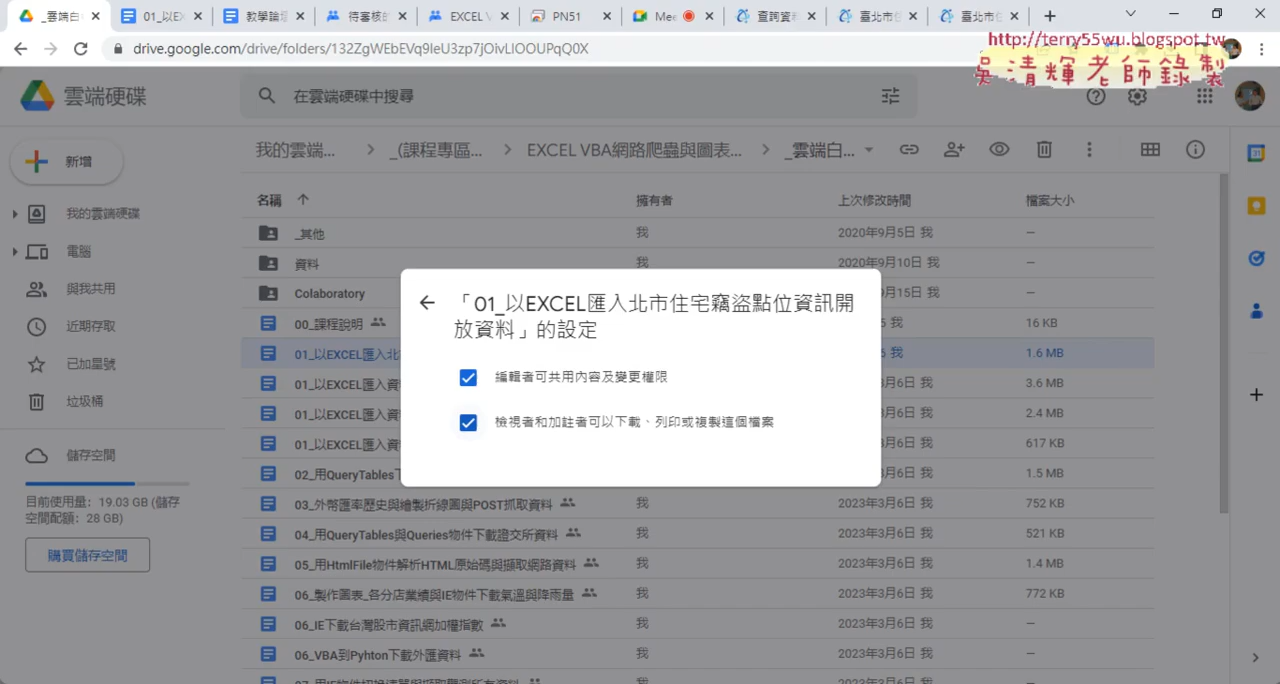 _雲端白
01_以E
教學論壇
待審核的
EXCEL V
PN51
Mee
查詢資料
臺北市住
臺北市住
drive.google.com/drive/folders/132ZgWEbEVq9IeU3zp7jOivLIOOUPqQ0X
http://terry55wu.blogspot.tw
吳清輝老師錄製
雲端硬碟
在雲端硬碟中搜尋
新增
我的雲端...
_(課程專區...
EXCEL VBA網路爬蟲與圖表...
_雲端白...
名稱
擁有者
上次修改時間
檔案大小
我的雲端硬碟
電腦
與我共用
近期存取
已加星號
垃圾桶
儲存空間
目前使用量：19.03 GB (儲存
空間配額：28 GB)
購買儲存空間
_其他 我 2020年9月5日 我 —
資料 我 2020年9月10日 我 —
Colaboratory 月15日 我 —
00_課程說明 我 16 KB
01_以EXCEL匯入北 我 1.6 MB
01_以EXCEL匯入資 月6日 我 3.6 MB
01_以EXCEL匯入資 月6日 我 2.4 MB
01_以EXCEL匯入資 月6日 我 617 KB
02_用QueryTables下 月6日 我 1.5 MB
「01_以EXCEL匯入北市住宅竊盜點位資訊開
放資料」的設定
編輯者可共用內容及變更權限
檢視者和加註者可以下載、列印或複製這個檔案
03_外幣匯率歷史與繪製折線圖與POST抓取資料 我 2023年3月6日 我 752 KB
04_用QueryTables與Queries物件下載證交所資料 我 2023年3月6日 我 521 KB
05_用HtmlFile物件解析HTML原始碼與擷取網路資料 我 2023年3月6日 我 1.4 MB
06_製作圖表_各分店業績與IE物件下載氣溫與降雨量 我 2023年3月6日 我 772 KB
06_IE下載台灣股市資訊網加權指數 我 2023年3月6日 我 —
06_VBA到Pyhton下載外匯資料 我 2023年3月6日 我 —